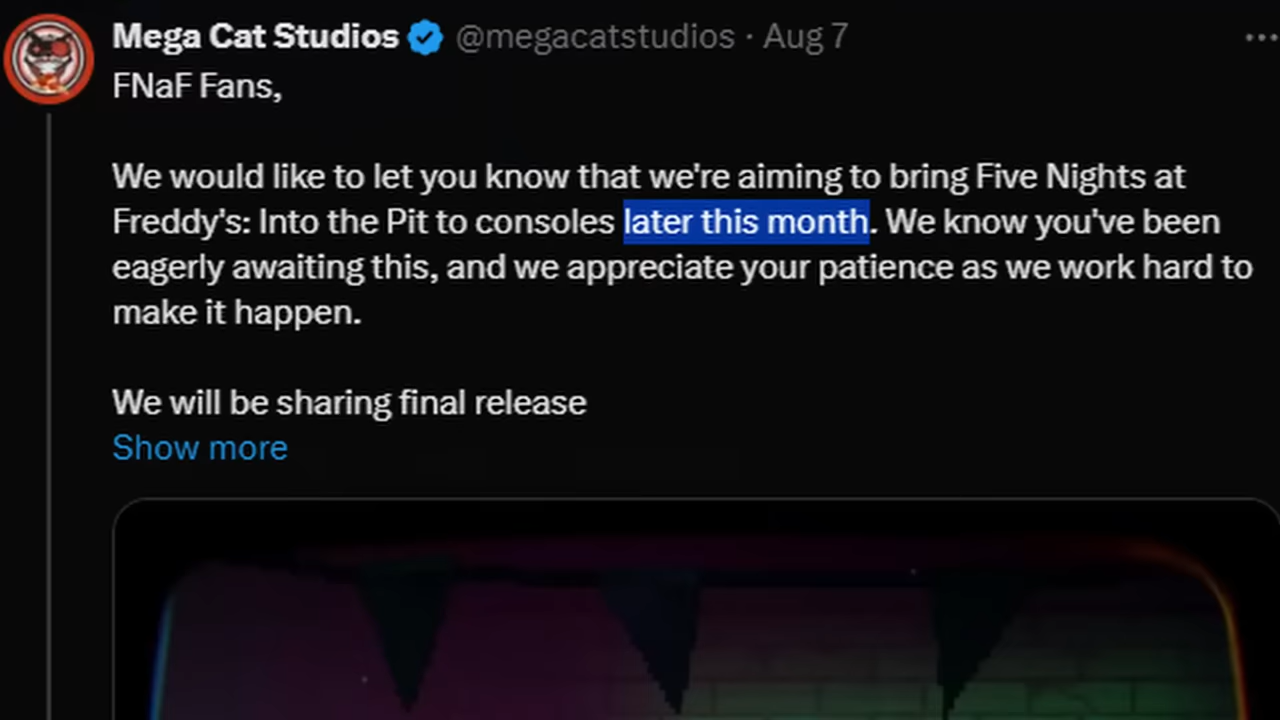 Mega Cat Studios @megacatstudios · Aug 7
FNaF Fans,
We would like to let you know that we're aiming to bring Five Nights at
Freddy's: Into the Pit to consoles later this month. We know you've been
eagerly awaiting this, and we appreciate your patience as we work hard to
make it happen.
We will be sharing final release
Show more